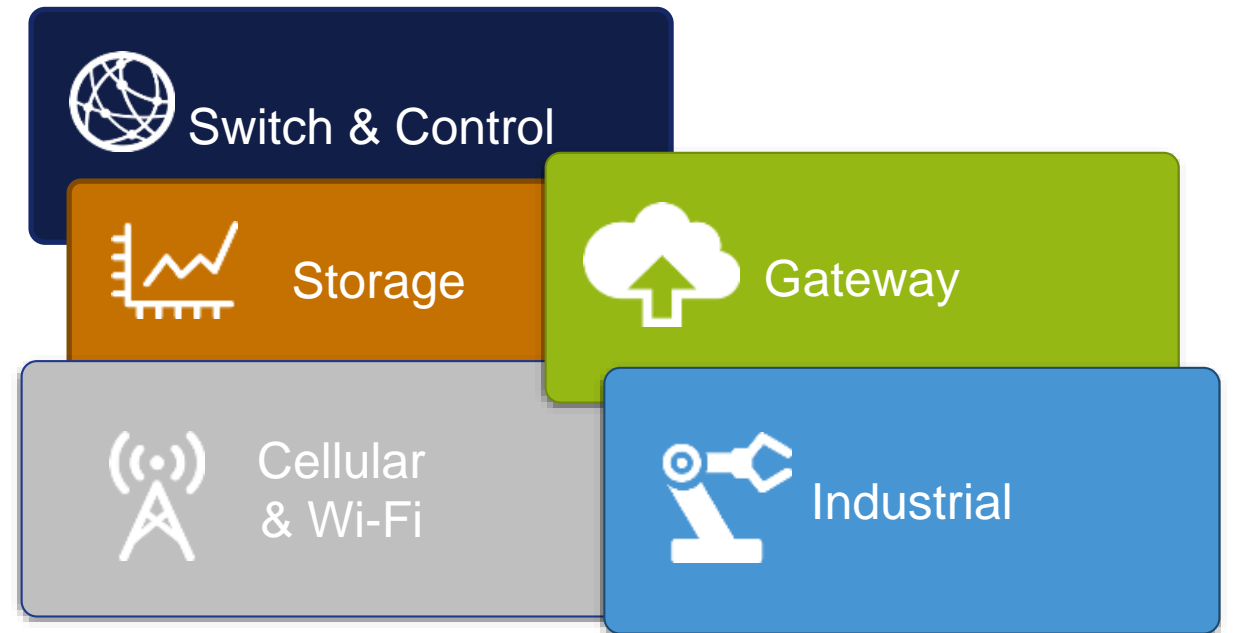 Switch & Control
Storage
Gateway
Cellular
& Wi-Fi
Industrial